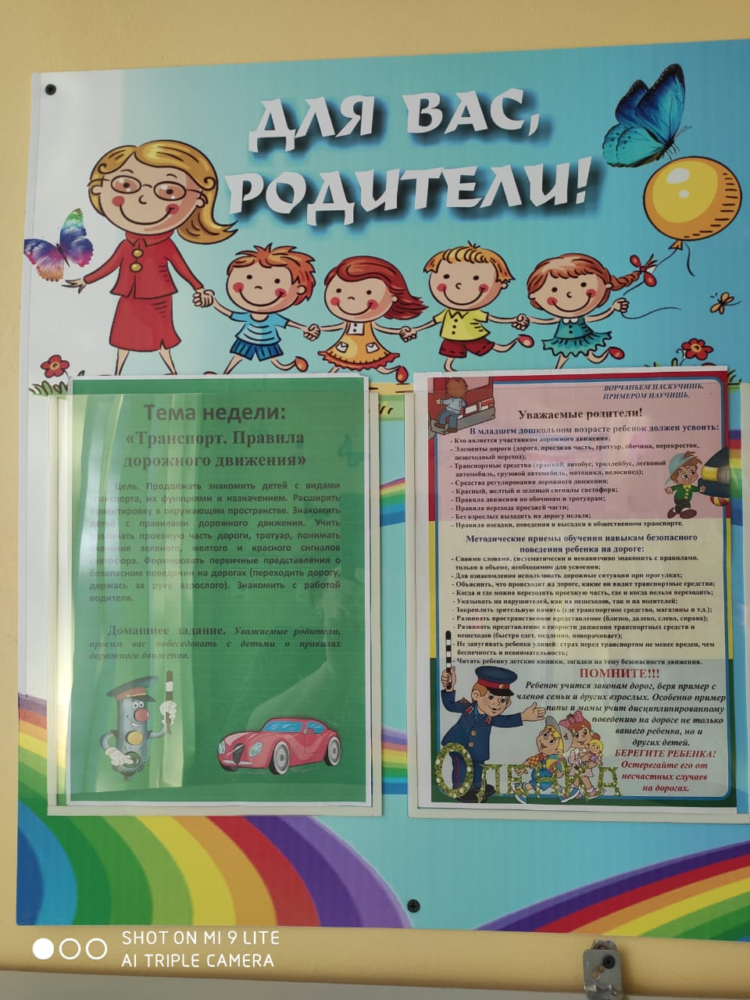 ДЛЯ ВАС,
РОДИТЕЛИ!
Тема недели:
«Транспорт. Правила
дорожного движения»
Цель. Продолжать знакомить детей с видами
транспорта, их функциями и назначением. Расширять
ориентировку в окружающем пространстве. Знакомить
детей с правилами дорожного движения. Учить
различать проезжую часть дороги, тротуар, понимать
значение зеленого, желтого и красного сигналов
светофора. Формировать первичные представления о
безопасном поведении на дорогах (переходить дорогу,
держась за руку взрослого). Знакомить с работой
водителя.
Домашнее задание. Уважаемые родители,
просим вас побеседовать с детьми о правилах
дорожного движения.
ВОРЧАНЬЕМ НАСКУЧИШЬ,
ПРИМЕРОМ НАУЧИШЬ.
Уважаемые родители!
В младшем дошкольном возрасте ребенок должен усвоить:
- Кто является участником дорожного движения;
- Элементы дороги (дорога, проезжая часть, тротуар, обочина, перекресток,
пешеходный переход);
- Транспортные средства (трамвай, автобус, троллейбус, легковой
автомобиль, грузовой автомобиль, мотоцикл, велосипед);
- Средства регулирования дорожного движения;
- Красный, желтый и зеленый сигналы светофора;
- Правила движения по обочинам и тротуарам;
- Правила перехода проезжей части;
- Без взрослых выходить на дорогу нельзя;
- Правила посадки, поведения и высадки в общественном транспорте.
Методические приемы обучения навыкам безопасного
поведения ребенка на дороге:
- Своими словами, систематически и ненавязчиво знакомить с правилами,
только в объеме, необходимом для усвоения;
- Для ознакомления использовать дорожные ситуации при прогулках;
- Объяснить, что происходит на дороге, какие он видит транспортные средства;
- Когда и где можно переходить проезжую часть, где и когда нельзя переходить;
- Указывать на нарушителей, как на пешеходов, так и на водителей;
- Закреплять зрительную память (где транспортное средство, магазины и т.д.);
- Развивать пространственное представление (близко, далеко, слева, справа);
- Развивать представление о скорости движения транспортных средств и
пешеходов (быстро едет, медленно, поворачивает);
- Не запугивать ребенка улицей: страх перед транспортом не менее вреден, чем
беспечность и невнимательность;
- Читать ребенку детские книжки, загадки на тему безопасности движения.
ПОМНИТЕ!!!
Ребенок учится законам дорог, беря пример с
членов семьи и других взрослых. Особенно пример
папы и мамы учит дисциплинированному
поведению на дороге не только
вашего ребенка, но и
других детей.
БЕРЕГИТЕ РЕБЕНКА!
Остерегайте его от
несчастных случаев
на дорогах.
Оленка
SHOT ON MI 9 LITE
AI TRIPLE CAMERA